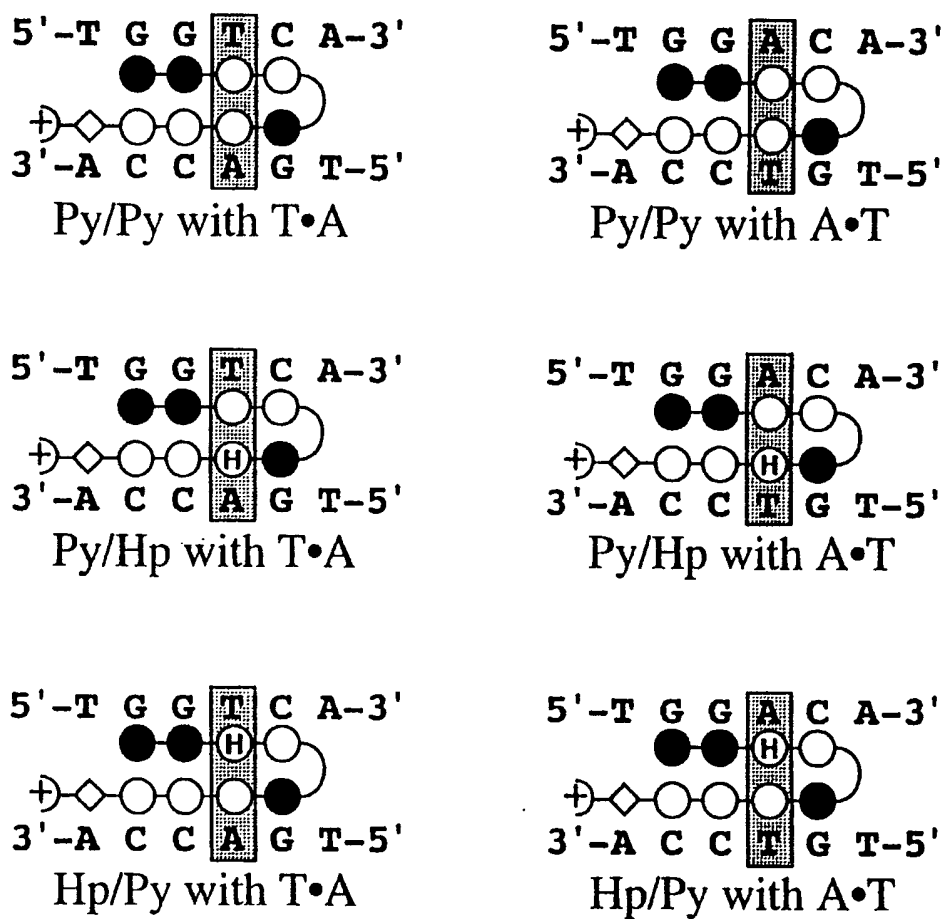 5'-T G G T C A-3'
+
3'-A C C A G T-5'
Py/Py with T•A
5'-T G G A C A-3'
+
3'-A C C T G T-5'
Py/Py with A•T
5'-T G G T C A-3'
+ H
3'-A C C A G T-5'
Py/Hp with T•A
5'-T G G A C A-3'
+ H
3'-A C C T G T-5'
Py/Hp with A•T
5'-T G G T C A-3'
H
+
3'-A C C A G T-5'
Hp/Py with T•A
5'-T G G A C A-3'
H
+
3'-A C C T G T-5'
Hp/Py with A•T